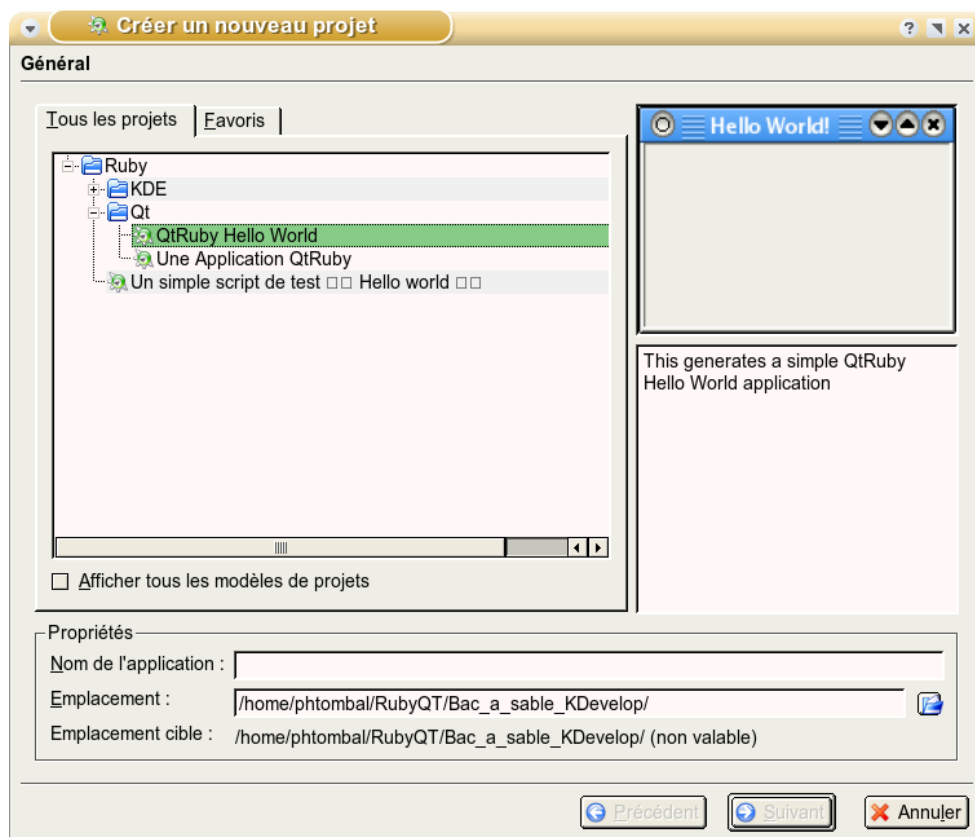 Créer un nouveau projet
Général
Tous les projets
Favoris
Ruby
KDE
Qt
QtRuby Hello World
Une Application QtRuby
Un simple script de test □□ Hello world □□
Afficher tous les modèles de projets
Hello World!
This generates a simple QtRuby
Hello World application
Propriétés
Nom de l'application :
Emplacement :
/home/phtombal/RubyQT/Bac_a_sable_KDevelop/
Emplacement cible :
/home/phtombal/RubyQT/Bac_a_sable_KDevelop/ (non valable)
Précédent
Suivant
Annuler